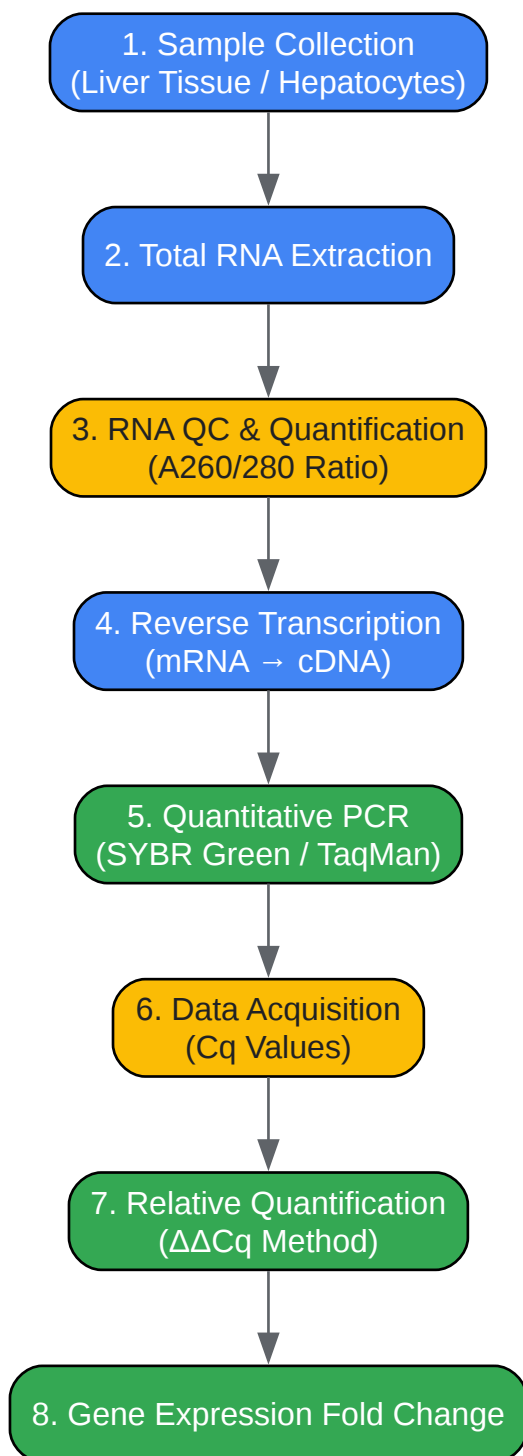 1. Sample Collection
(Liver Tissue / Hepatocytes)
2. Total RNA Extraction
3. RNA QC & Quantification
(A260/280 Ratio)
4. Reverse Transcription
(mRNA → cDNA)
5. Quantitative PCR
(SYBR Green / TaqMan)
6. Data Acquisition
(Cq Values)
7. Relative Quantification
(ΔΔCq Method)
8. Gene Expression Fold Change